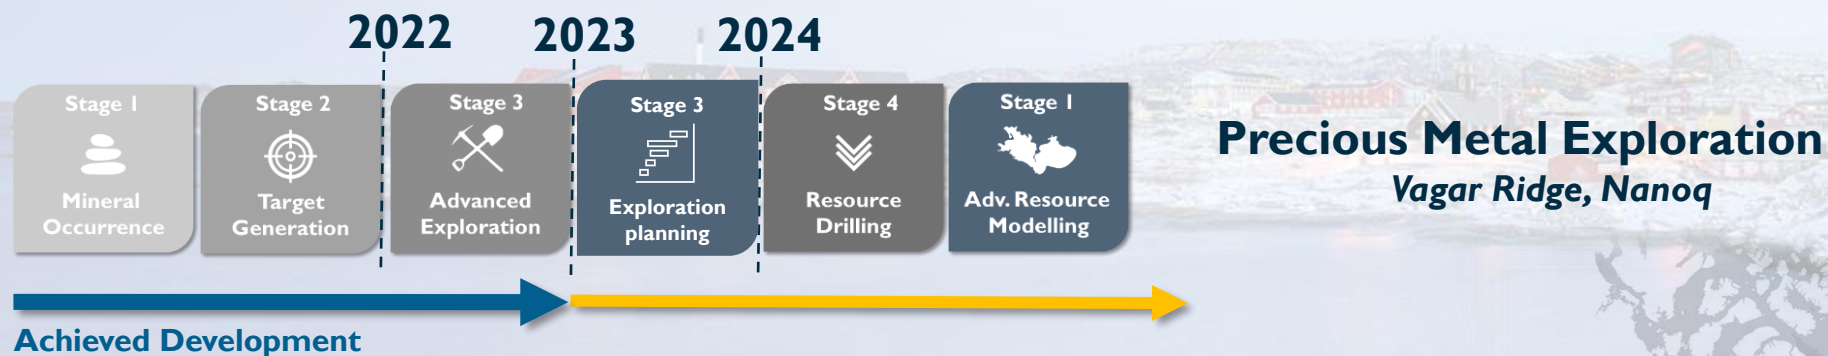 2022
2023
2024
Stage 1
Mineral
Occurrence
Stage 2
Target
Generation
Stage 3
Advanced
Exploration
Stage 3
Exploration
planning
Stage 4
Resource
Drilling
Stage 1
Adv. Resource
Modelling
Precious Metal Exploration
Vagar Ridge, Nanoq
Achieved Development